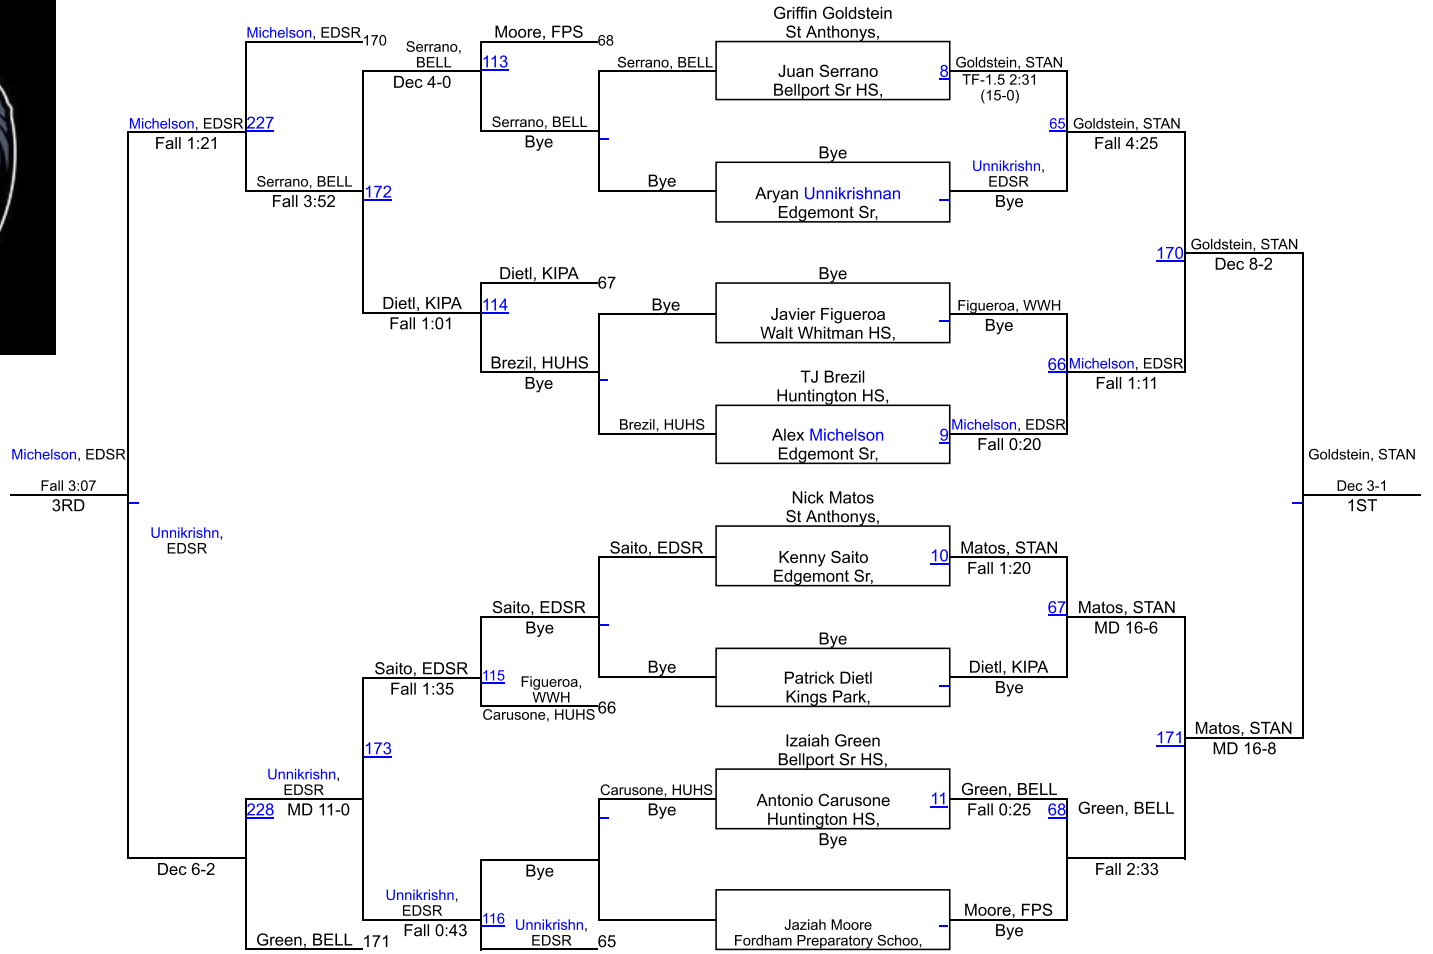 Griffin Goldstein
St Anthonys,
Michelson, EDSR
170
Serrano,
BELL
Dec 4-0
Moore, FPS
68
113
Serrano, BELL
Juan Serrano
Bellport Sr HS,
8
Goldstein, STAN
TF-1.5 2:31
(15-0)
Michelson, EDSR
227
Fall 1:21
Serrano, BELL
Bye
65
Goldstein, STAN
Fall 4:25
Bye
Serrano, BELL
Fall 3:52
172
Bye
Aryan Unnikrishnan
Edgemont Sr,
Unnikrishn,
EDSR
Bye
170
Goldstein, STAN
Dec 8-2
Dietl, KIPA
67
Bye
Dietl, KIPA
Fall 1:01
114
Bye
Javier Figueroa
Walt Whitman HS,
Figueroa, WWH
Bye
Brezil, HUHS
Bye
66
Michelson, EDSR
Fall 1:11
TJ Brezil
Huntington HS,
Brezil, HUHS
Alex Michelson
Edgemont Sr,
9
Michelson, EDSR
Fall 0:20
Michelson, EDSR
Fall 3:07
3RD
Goldstein, STAN
Dec 3-1
1ST
Unnikrishn,
EDSR
Nick Matos
St Anthonys,
Saito, EDSR
Kenny Saito
Edgemont Sr,
10
Matos, STAN
Fall 1:20
Saito, EDSR
Bye
67
Matos, STAN
MD 16-6
Bye
Saito, EDSR
Fall 1:35
115
Figueroa,
WWH
66
Carusone, HUHS
Bye
Patrick Dietl
Kings Park,
Dietl, KIPA
Bye
173
171
Matos, STAN
MD 16-8
Izaiah Green
Bellport Sr HS,
Unnikrishn,
EDSR
228
MD 11-0
Carusone, HUHS
Bye
Antonio Carusone
Huntington HS,
11
Green, BELL
Fall 0:25
68
Green, BELL
Bye
Dec 6-2
Bye
Fall 2:33
Unnikrishn,
EDSR
Fall 0:43
116
Unnikrishn,
EDSR
65
Jaziah Moore
Fordham Preparatory Schoo,
Moore, FPS
Bye
Green, BELL
171